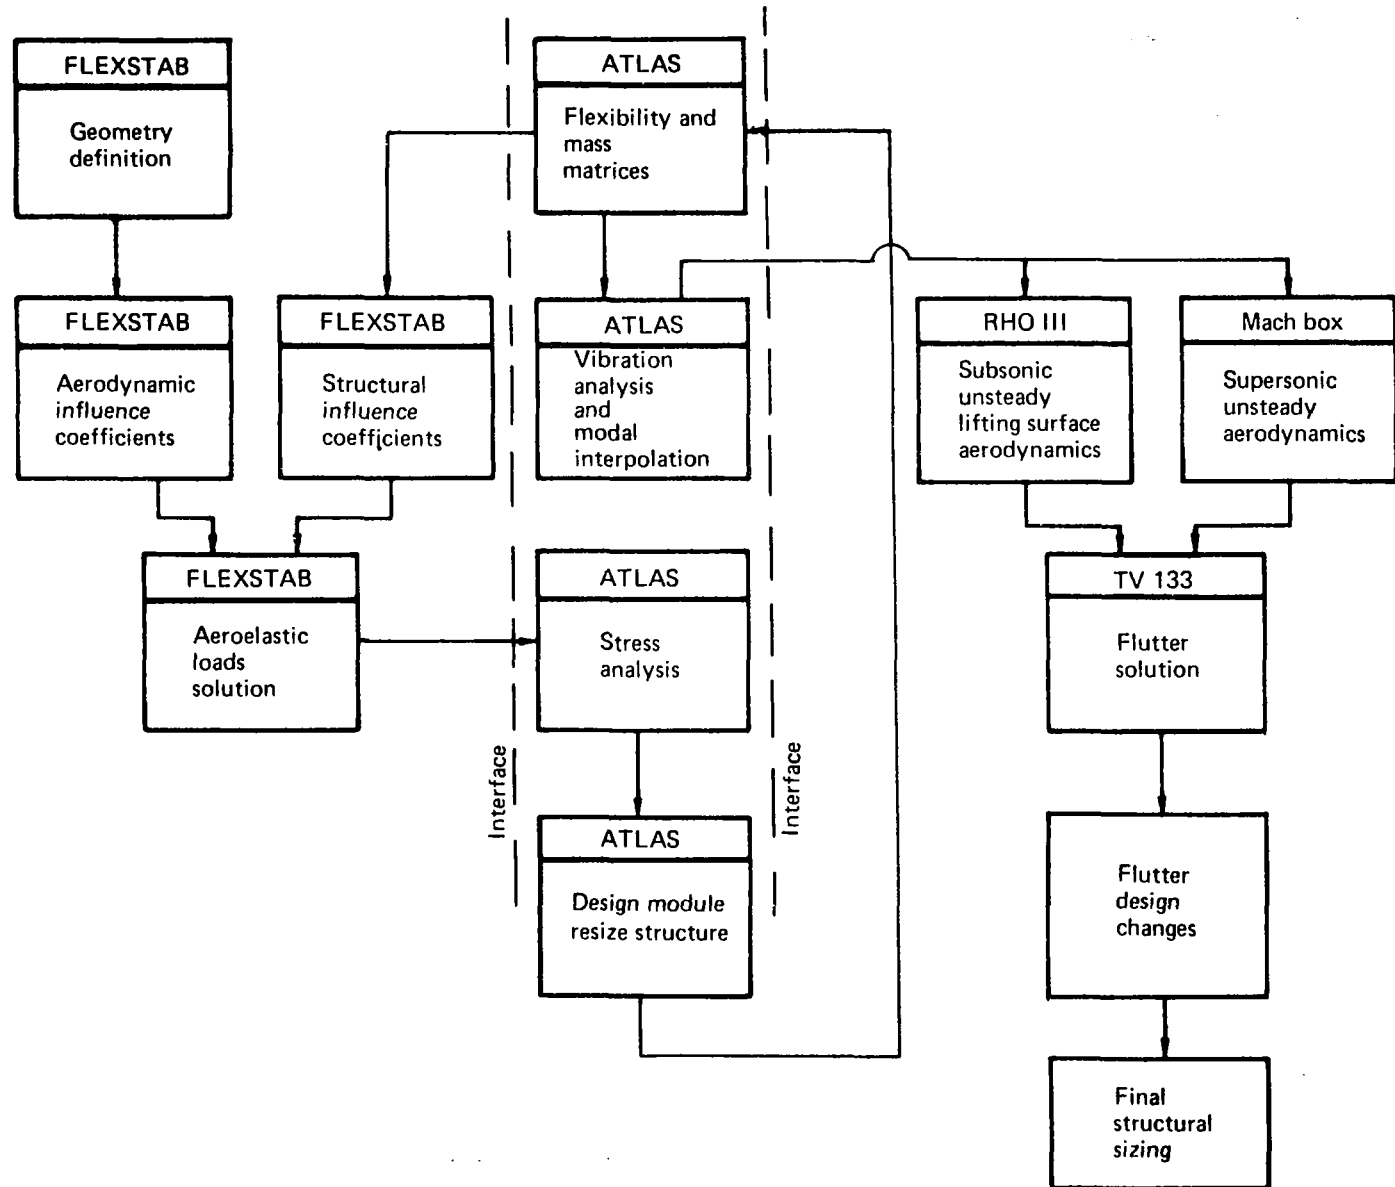 FLEXSTAB
Geometry
definition
ATLAS
Flexibility and
mass
matrices
FLEXSTAB
Aerodynamic
influence
coefficients
FLEXSTAB
Structural
influence
coefficients
ATLAS
Vibration
analysis
and
modal
interpolation
RHO III
Subsonic
unsteady
lifting surface
aerodynamics
Mach box
Supersonic
unsteady
aerodynamics
FLEXSTAB
Aeroelastic
loads
solution
ATLAS
Stress
analysis
TV 133
Flutter
solution
Interface
Interface
ATLAS
Design module
resize structure
Flutter
design
changes
Final
structural
sizing